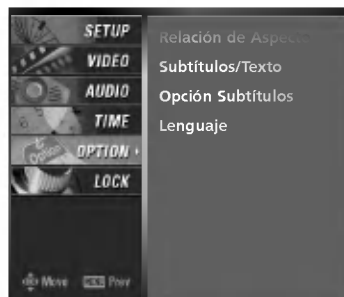 SETUP
VIDEO
AUDIO
TIME
OPTION
LOCK
Relación de Aspecto
Subtítulos/Texto
Opción Subtítulos
Lenguaje
Move
Prev